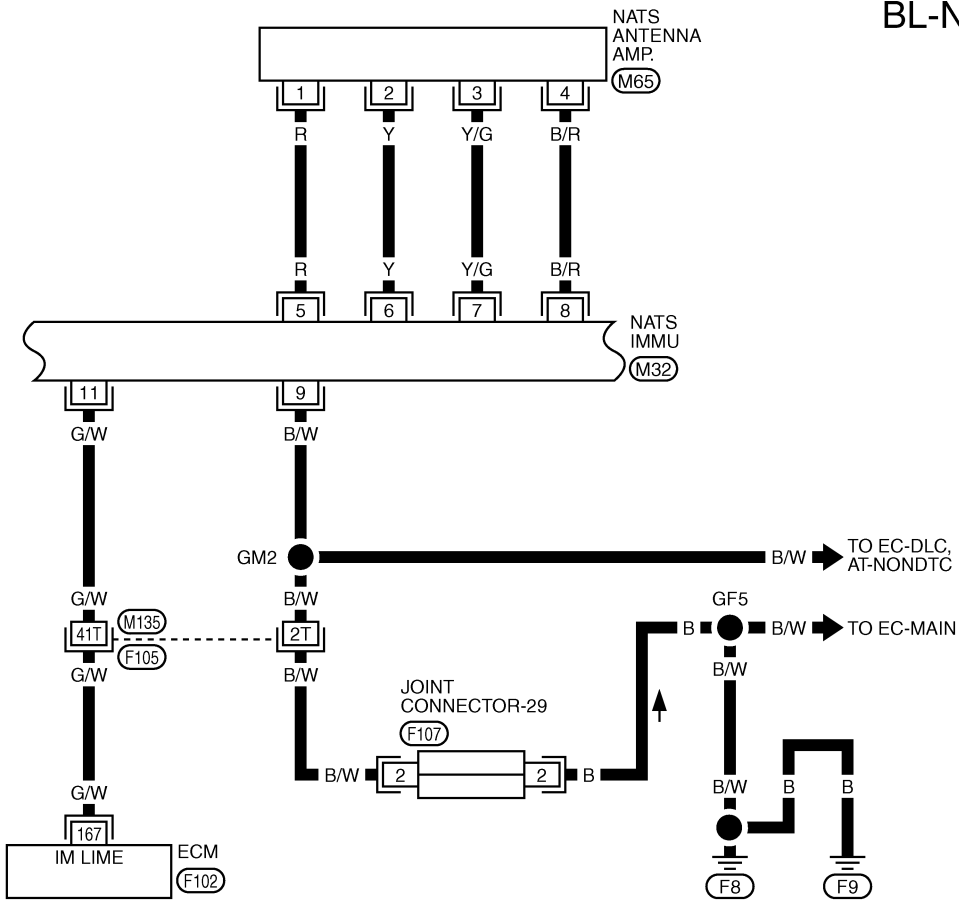 BL-N
NATS
ANTENNA
AMP.
M65
1 2 3 4
R Y Y/G B/R
R Y Y/G B/R
5 6 7 8
NATS
IMMU
M32
11 9
G/W B/W
GM2
B/W
TO EC-DLC,
AT-NONDTC
G/W B/W
GF5
41T
M135
F105
2T
B
B/W
TO EC-MAIN
G/W B/W
B/W
JOINT
CONNECTOR-29
F107
B/W 2 2 B
G/W
B/W B B
167
IM LIME
ECM
F102
F8 F9